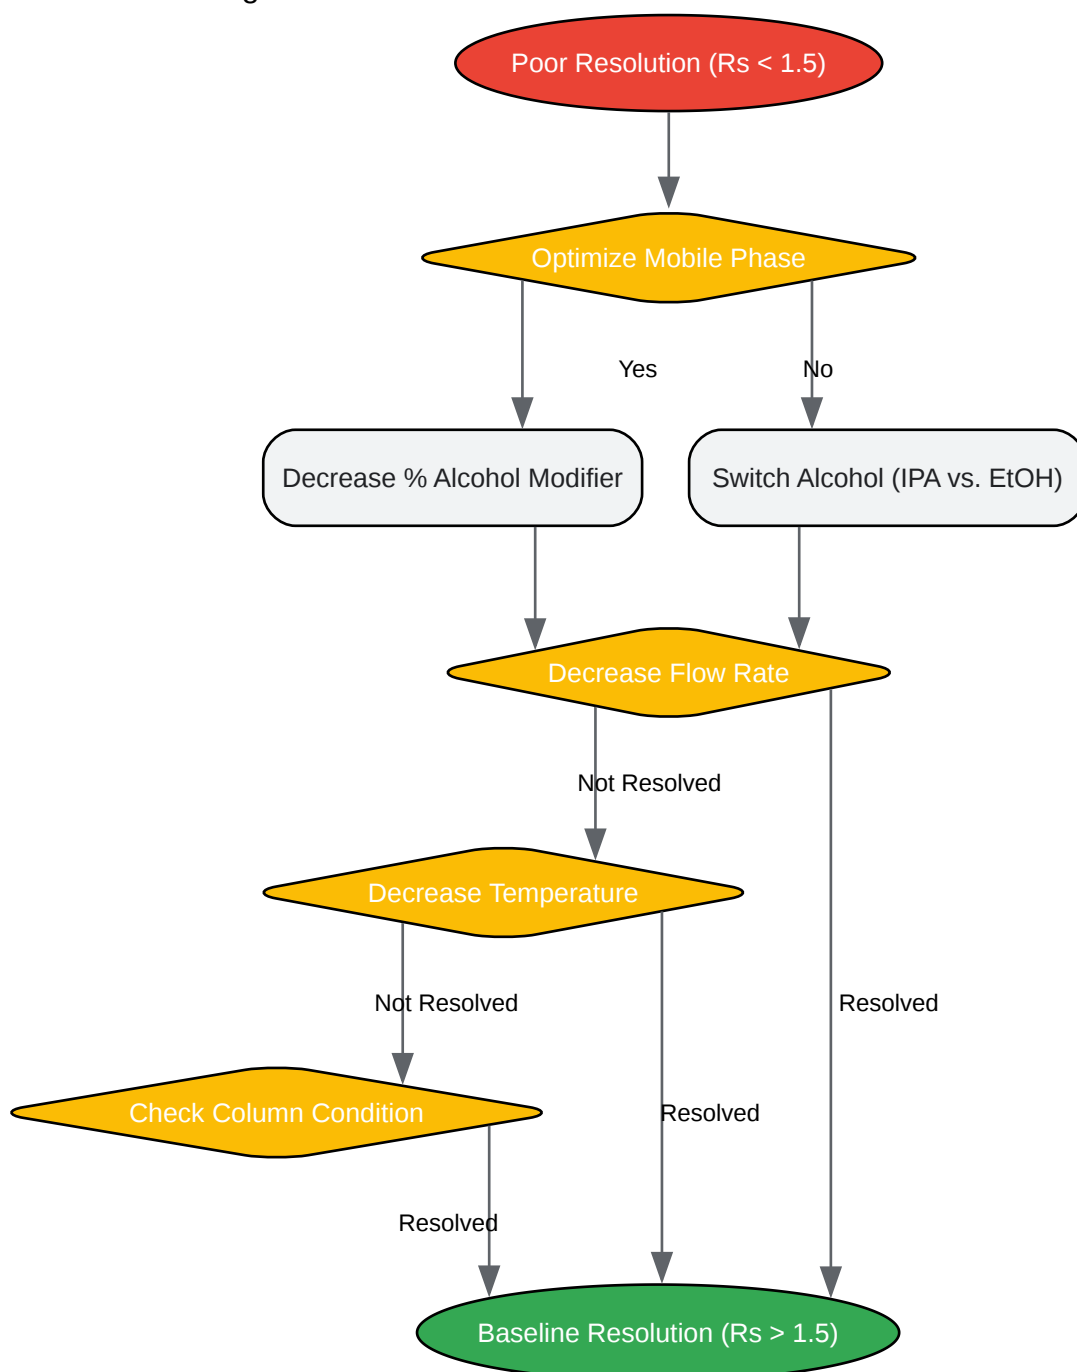 Poor Resolution (Rs < 1.5)
Optimize Mobile Phase
Yes
No
Decrease % Alcohol Modifier
Switch Alcohol (IPA vs. EtOH)
Decrease Flow Rate
Not Resolved
Decrease Temperature
Not Resolved
Resolved
Check Column Condition
Resolved
Resolved
Baseline Resolution (Rs > 1.5)